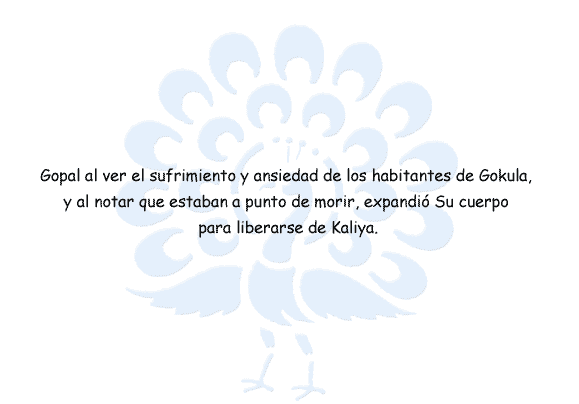 Gopal al ver el sufrimiento y ansiedad de los habitantes de Gokula,
y al notar que estaban a punto de morir, expandió Su cuerpo
para liberarse de Kaliya.